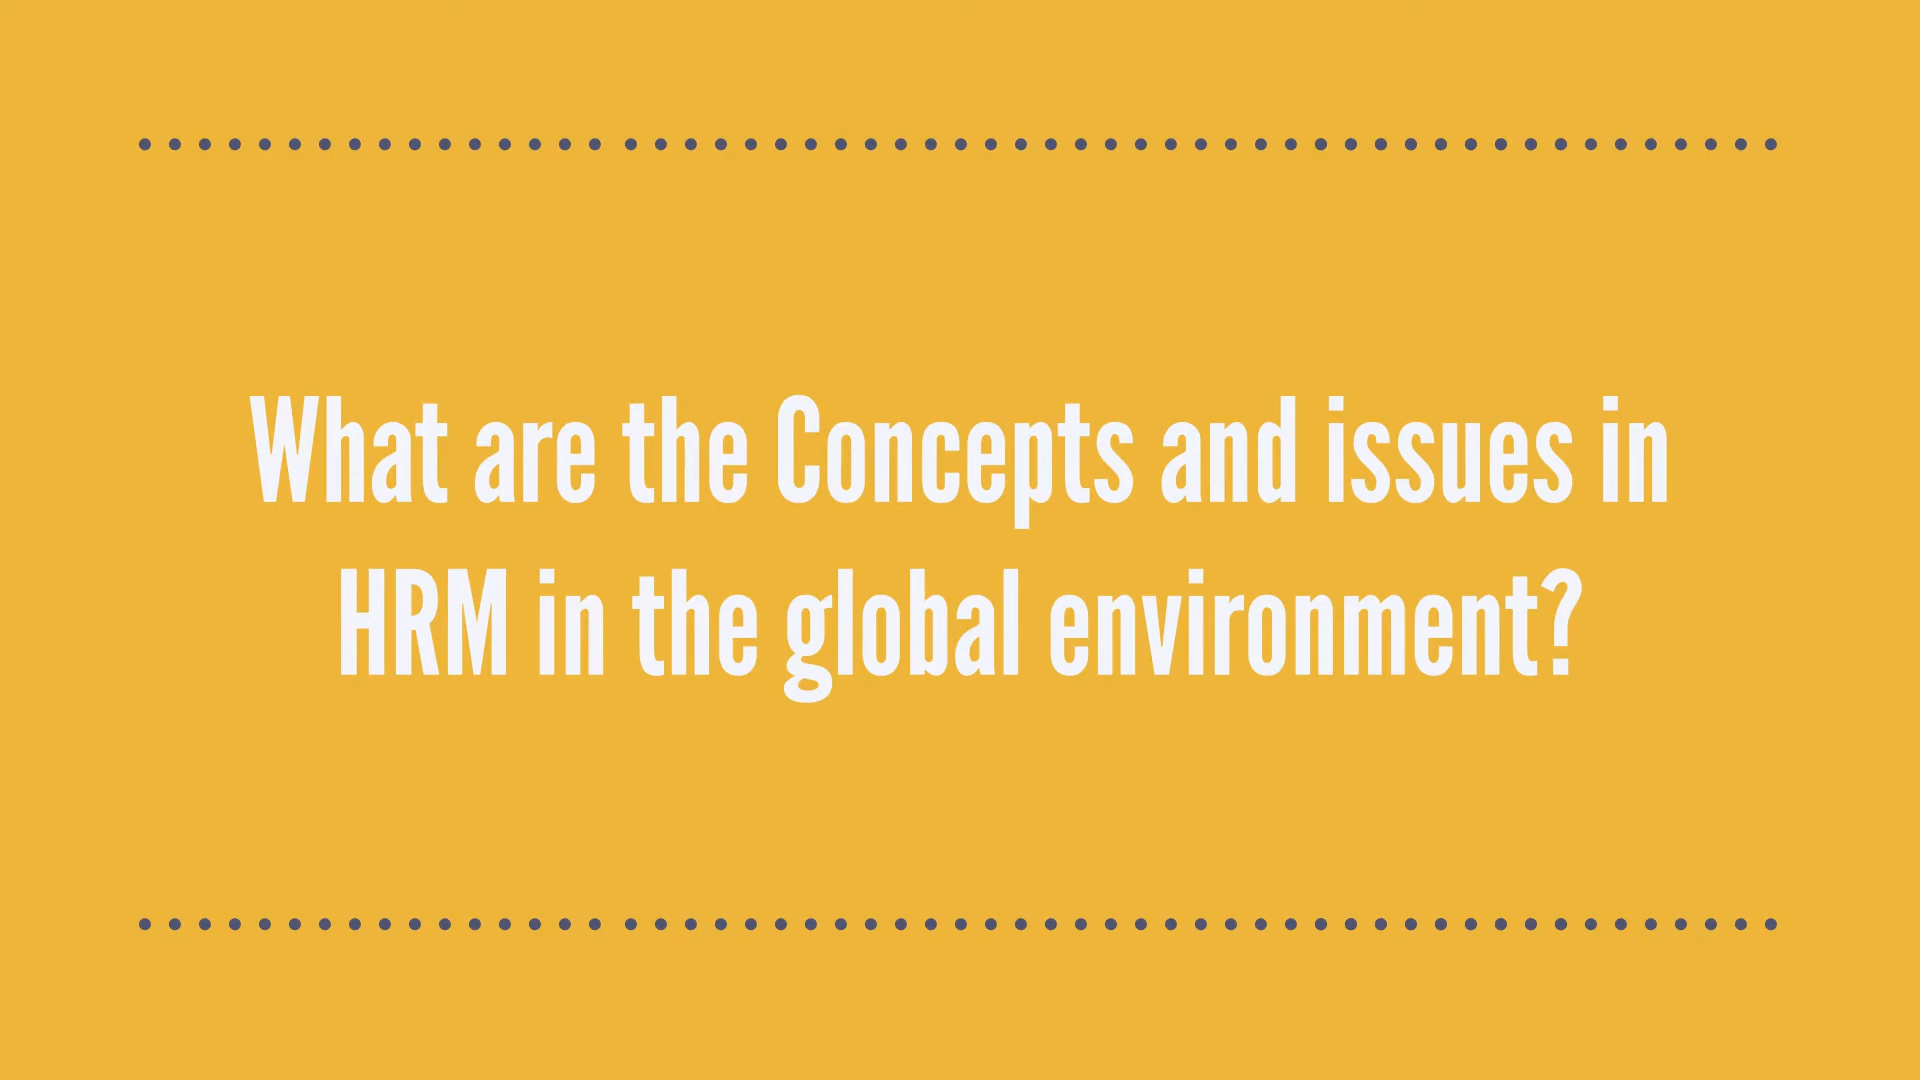 What are the Concepts and issues in
HRM in the global environment?